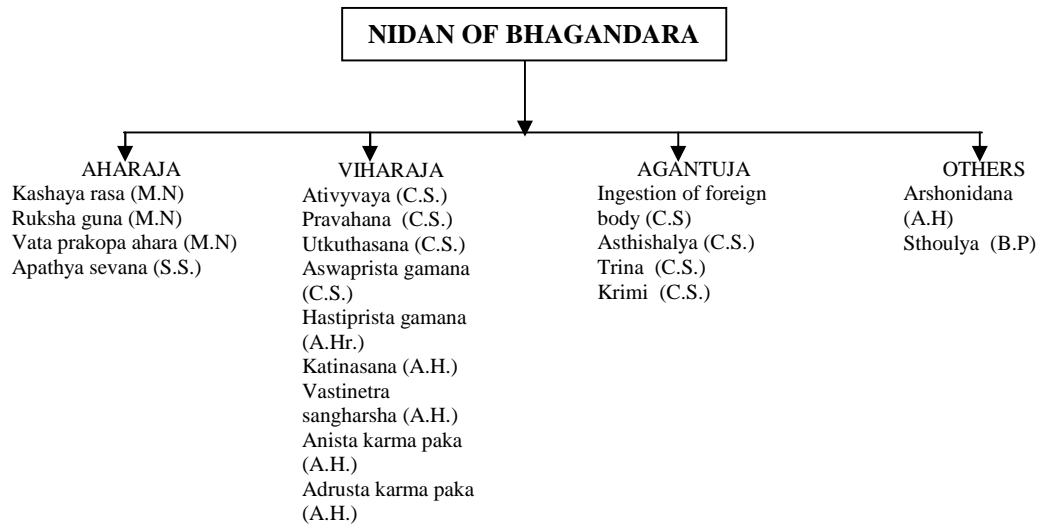 NIDAN OF BHAGANDARA
AHARAJA
Kashaya rasa (M.N)
Ruksha guna (M.N)
Vata prakopa ahara (M.N)
Apathya sevana (S.S.)
VIHARAJA
Ativyvaya (C.S.)
Pravahana (C.S.)
Utkuthasana (C.S.)
Aswaprista gamana
(C.S.)
Hastiprista gamana
(A.Hr.)
Katinasana (A.H.)
Vastinetra
sangharsha (A.H.)
Anista karma paka
(A.H.)
Adrusta karma paka
(A.H.)
AGANTUJA
Ingestion of foreign
body (C.S)
Asthishalya (C.S.)
Trina (C.S.)
Krimi (C.S.)
OTHERS
Arshonidana
(A.H)
Sthoulya (B.P)